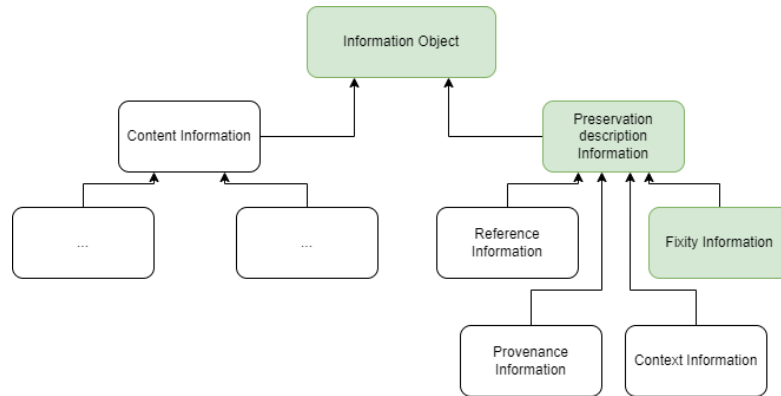 Information Object
Content Information
Preservation
description
Information
...
...
Reference
Information
Fixity Information
Provenance
Information
Context Information